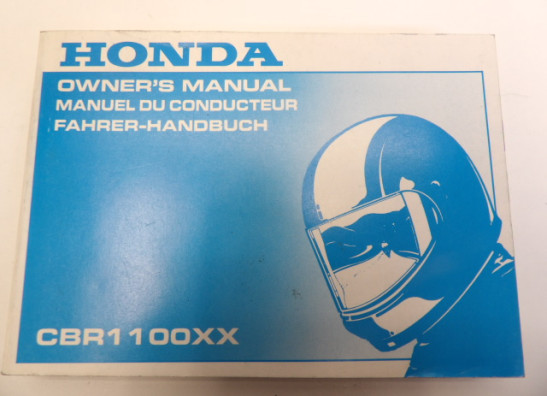 HONDA
OWNER'S MANUAL
MANUEL DU CONDUCTEUR
FAHRER-HANDBUCH
CBR1100XX